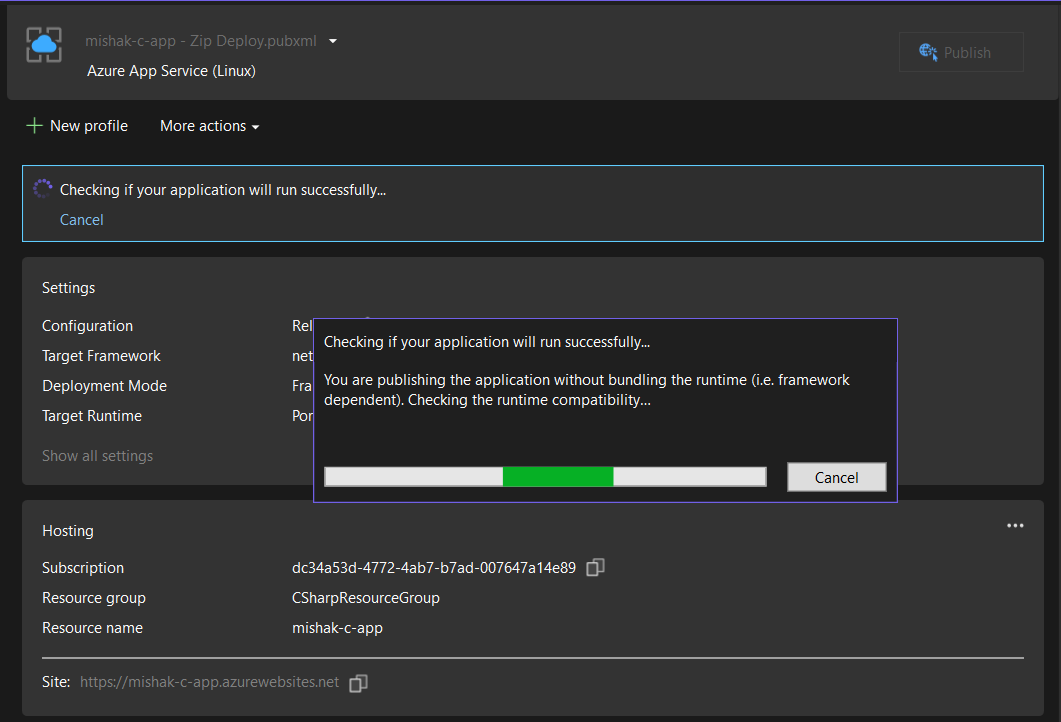 mishak-c-app - Zip Deploy.pubxml
Azure App Service (Linux)
Publish
New profile
More actions
Checking if your application will run successfully...
Cancel
Settings
Configuration
Rel
Target Framework
net
Deployment Mode
Fra
Target Runtime
Por
Show all settings
Checking if your application will run successfully...
You are publishing the application without bundling the runtime (i.e. framework
dependent). Checking the runtime compatibility...
Cancel
Hosting
Subscription
dc34a53d-4772-4ab7-b7ad-007647a14e89
Resource group
CSharpResourceGroup
Resource name
mishak-c-app
Site: https://mishak-c-app.azurewebsites.net